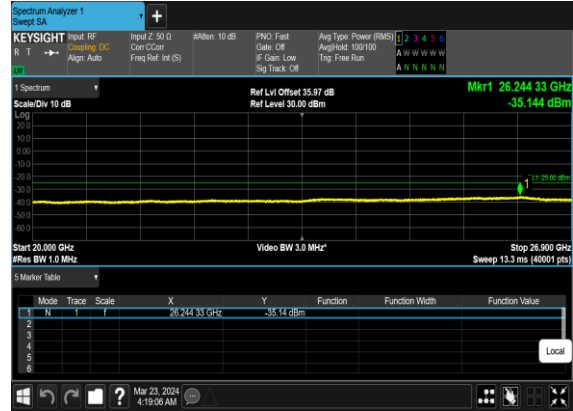 Spectrum Analyzer 1
Swept SA
+
KEYSIGHT Input: RF Input Z: 50 Ω #Atten: 10 dB PNO: Fast Avg Type: Power (RMS) 1 2 3 4 5 6
R T Coupling: DC Corr CCorr Gate: Off Avg|Hold: 100/100 A W W W W W
Align: Auto Freq Ref: Int (S) IF Gain: Low Trig: Free Run
LNI Sig Track: Off A N N N N N
1 Spectrum Ref Lvl Offset 35.97 dB Mkr1 26.244 33 GHz
Scale/Div 10 dB Ref Level 30.00 dBm -35.144 dBm
Log
20.0
10.0
0.00
-10.0
-20.0 1 L1 -25.00 dBm
-30.0
-40.0
-50.0
-60.0
Start 20.000 GHz Video BW 3.0 MHz* Stop 26.900 GHz
#Res BW 1.0 MHz Sweep 13.3 ms (40001 pts)
5 Marker Table
Mode Trace Scale X Y Function Function Width Function Value
1 N 1 f 26.244 33 GHz -35.14 dBm
2
3
4
5
6
Local
? Mar 23, 2024
4:19:06 AM